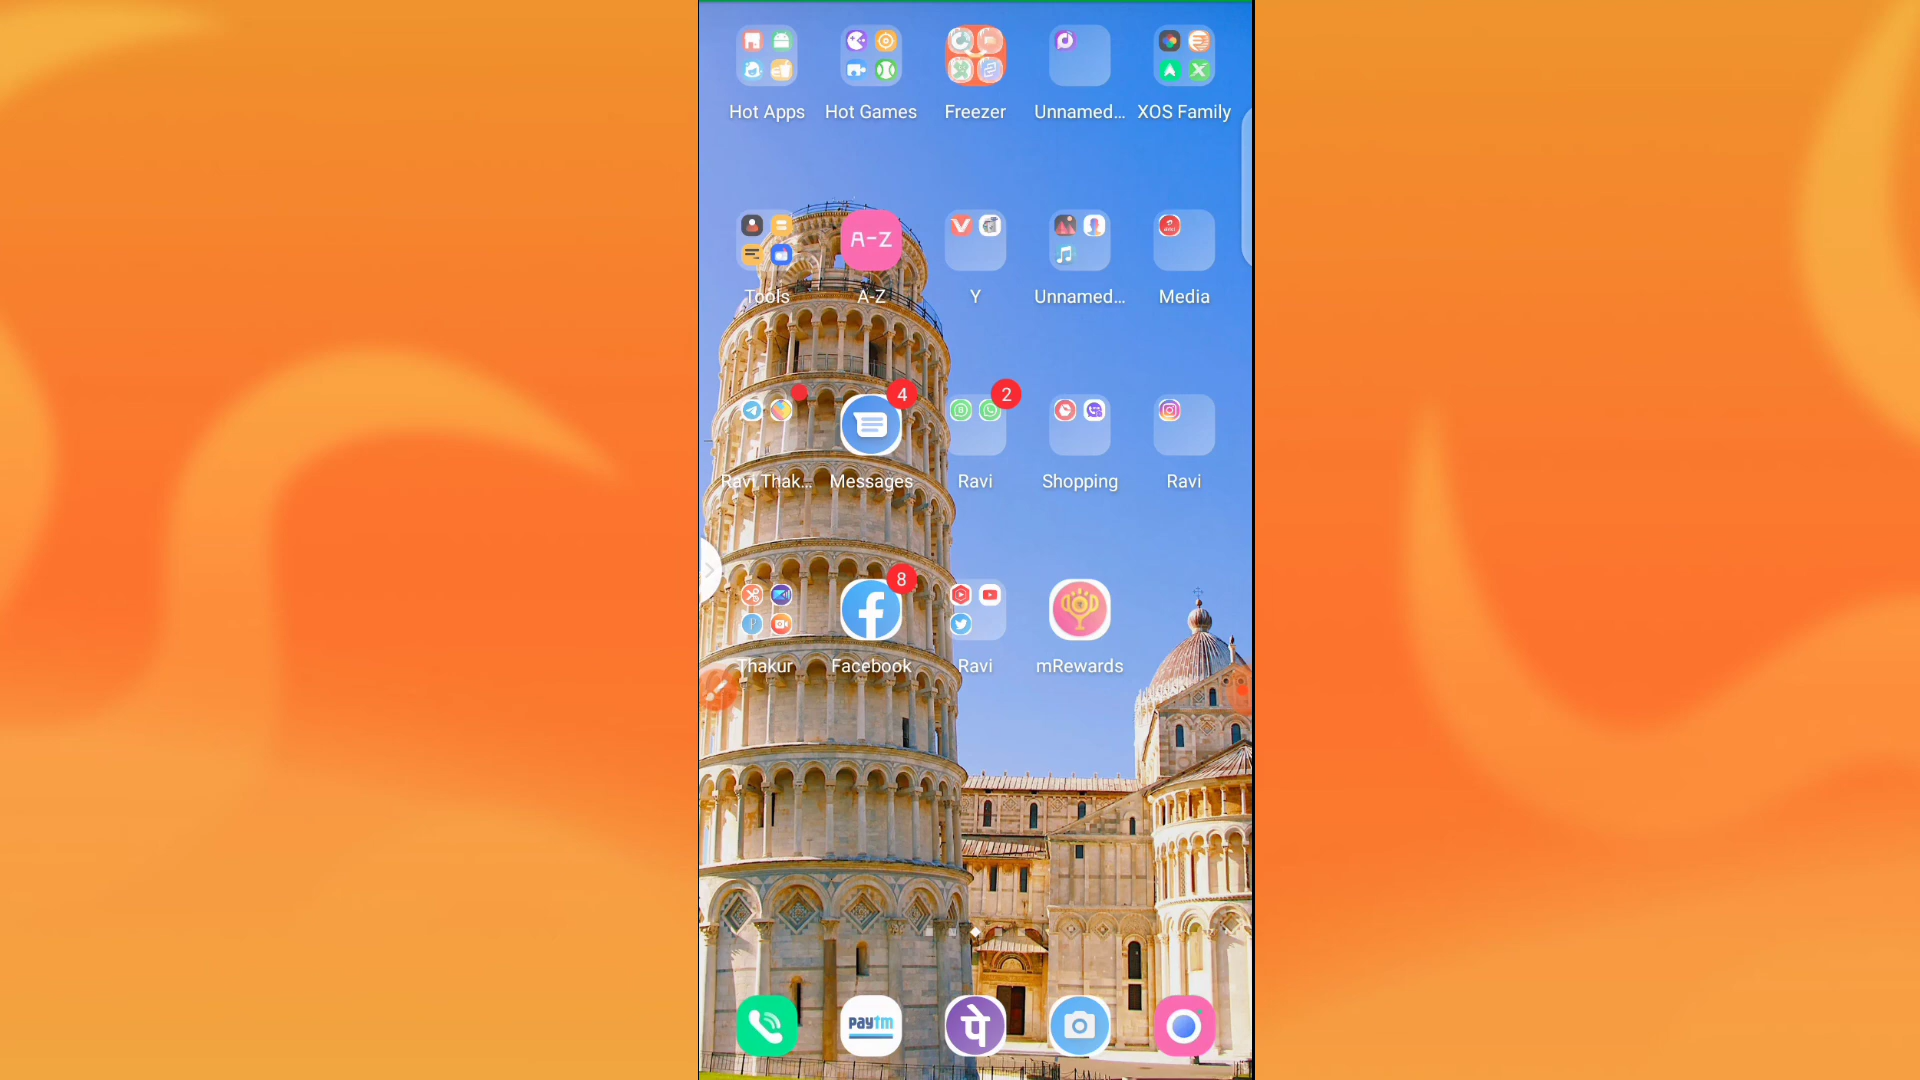 Hot Apps
Hot Games
Freezer
Unnamed...
XOS Family
A-Z
Tools
A-Z
Y
Unnamed...
Media
4
2
Ravi Thak...
Messages
Ravi
Shopping
Ravi
8
Thakur
Facebook
Ravi
mRewards
paytm
पे